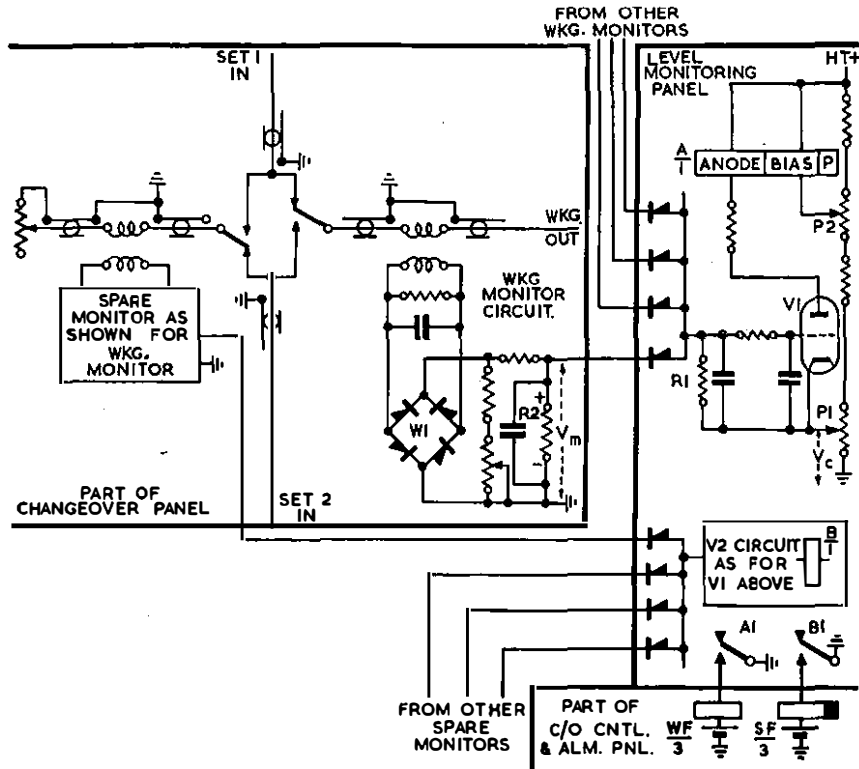 FROM OTHER
WKG. MONITORS
SET 1
IN
LEVEL
MONITORING
PANEL
HT+
A
1
ANODE BIAS P
P2
WKG
OUT
V1
SPARE
MONITOR AS
SHOWN FOR
WKG.
MONITOR
WKG
MONITOR
CIRCUIT.
R1
P1
W1
R2
+
-
Vm
Vc
PART OF
CHANGEOVER PANEL
SET 2
IN
V2 CIRCUIT
AS FOR
V1 ABOVE
B
1
A1
B1
FROM OTHER
SPARE
MONITORS
PART OF
C/O CNTL.
& ALM. PNL.
WF
3
SF
3